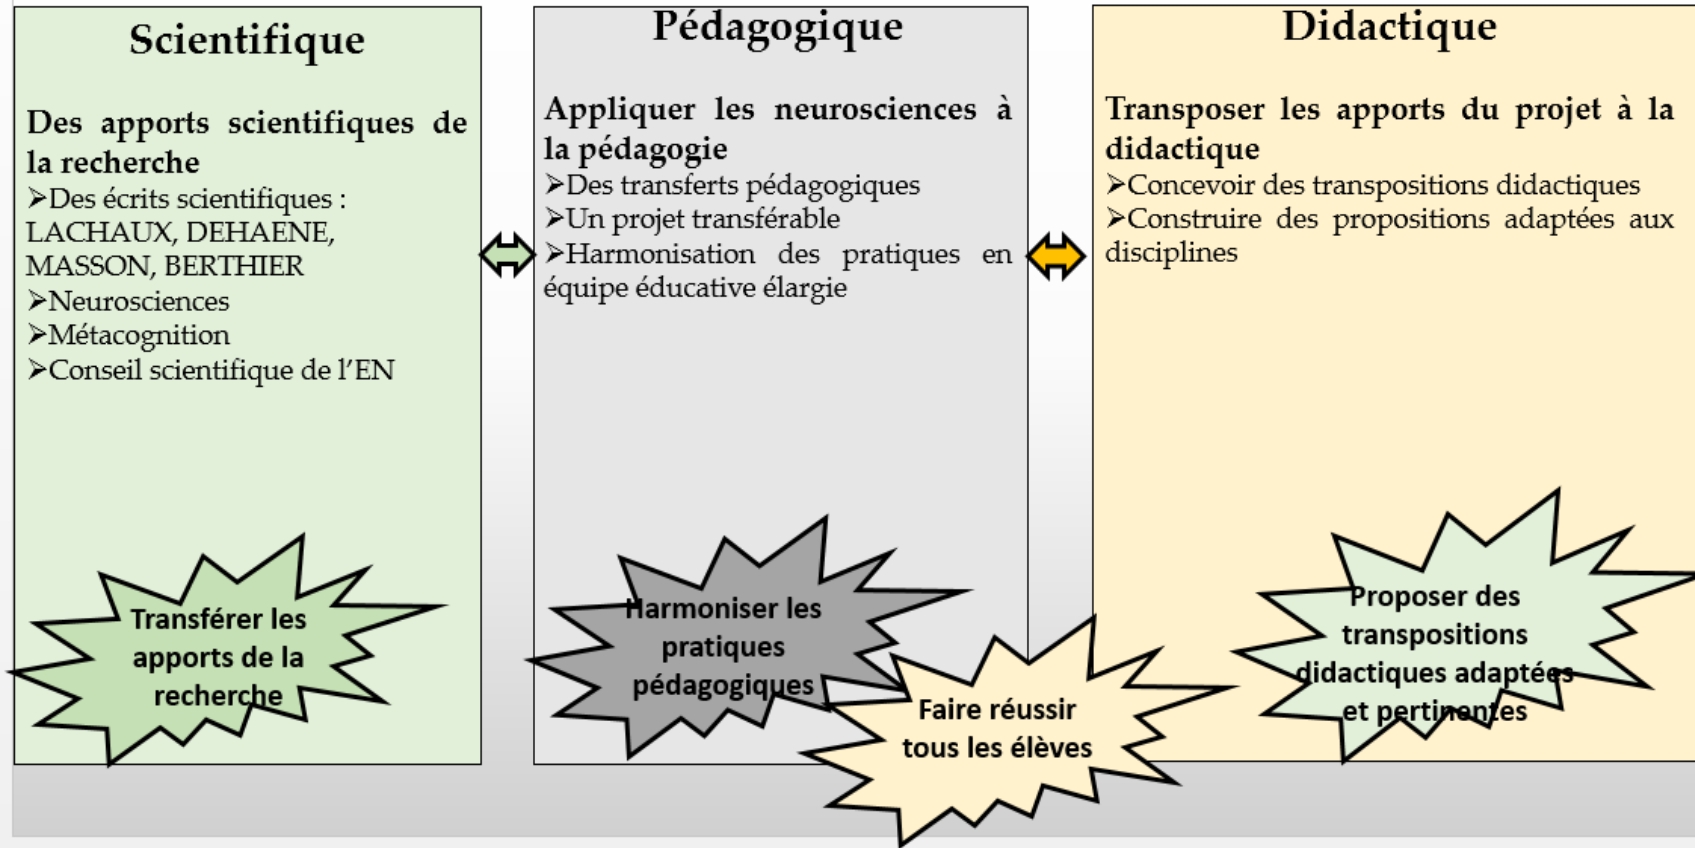 Scientifique
Des apports scientifiques de
la recherche
➢Des écrits scientifiques :
LACHAUX, DEHAENE,
MASSON, BERTHIER
➢Neurosciences
➢Métacognition
➢Conseil scientifique de l’EN
Transférer les
apports de la
recherche
Pédagogique
Appliquer les neurosciences à
la pédagogie
➢Des transferts pédagogiques
➢Un projet transférable
➢Harmonisation des pratiques en
équipe éducative élargie
Harmoniser les
pratiques
pédagogiques
Faire réussir
tous les élèves
Didactique
Transposer les apports du projet à la
didactique
➢Concevoir des transpositions didactiques
➢Construire des propositions adaptées aux
disciplines
Proposer des
transpositions
didactiques adaptées
et pertinentes